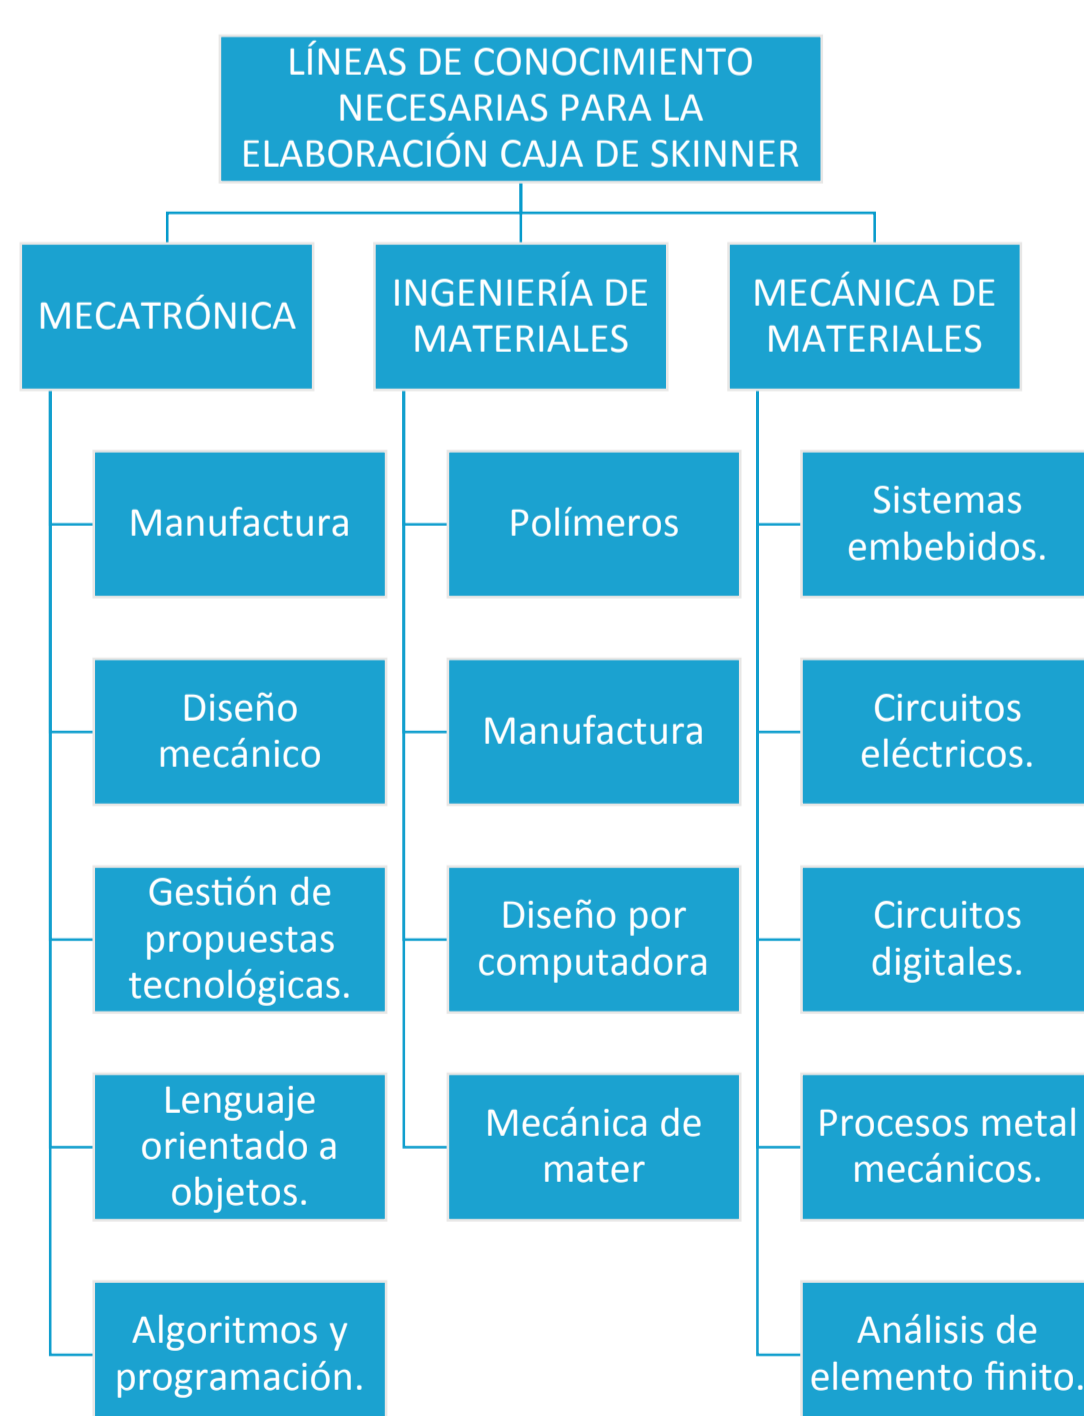 LÍNEAS DE CONOCIMIENTO
NECESARIAS PARA LA
ELABORACIÓN CAJA DE SKINNER
MECATRÓNICA
Manufactura
Diseño
mecánico
Gestión de
propuestas
tecnológicas.
Lenguaje
orientado a
objetos.
Algoritmos y
programación.
INGENIERÍA DE
MATERIALES
Polímeros
Manufactura
Diseño por
computadora
Mecánica de
mater
MECÁNICA DE
MATERIALES
Sistemas
embebidos.
Circuitos
eléctricos.
Circuitos
digitales.
Procesos metal
mecánicos.
Análisis de
elemento finito.